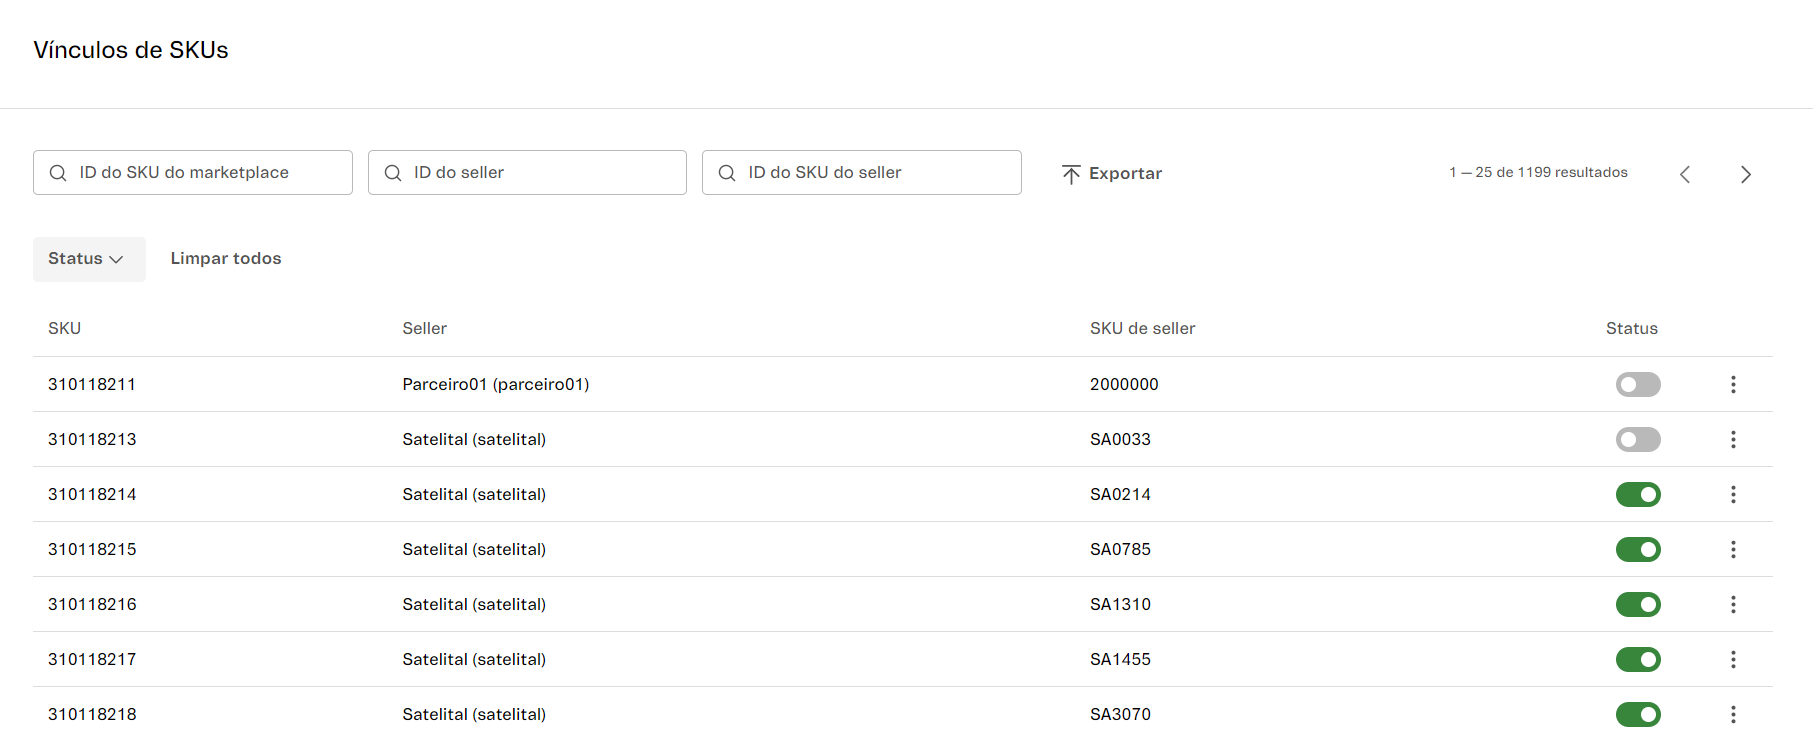 Vínculos de SKUs
ID do SKU do marketplace ID do seller ID do SKU do seller Exportar 1 — 25 de 1199 resultados
Status Limpar todos
SKU Seller SKU de seller Status
310118211 Parceiro01 (parceiro01) 2000000
310118213 Satelital (satelital) SA0033
310118214 Satelital (satelital) SA0214
310118215 Satelital (satelital) SA0785
310118216 Satelital (satelital) SA1310
310118217 Satelital (satelital) SA1455
310118218 Satelital (satelital) SA3070